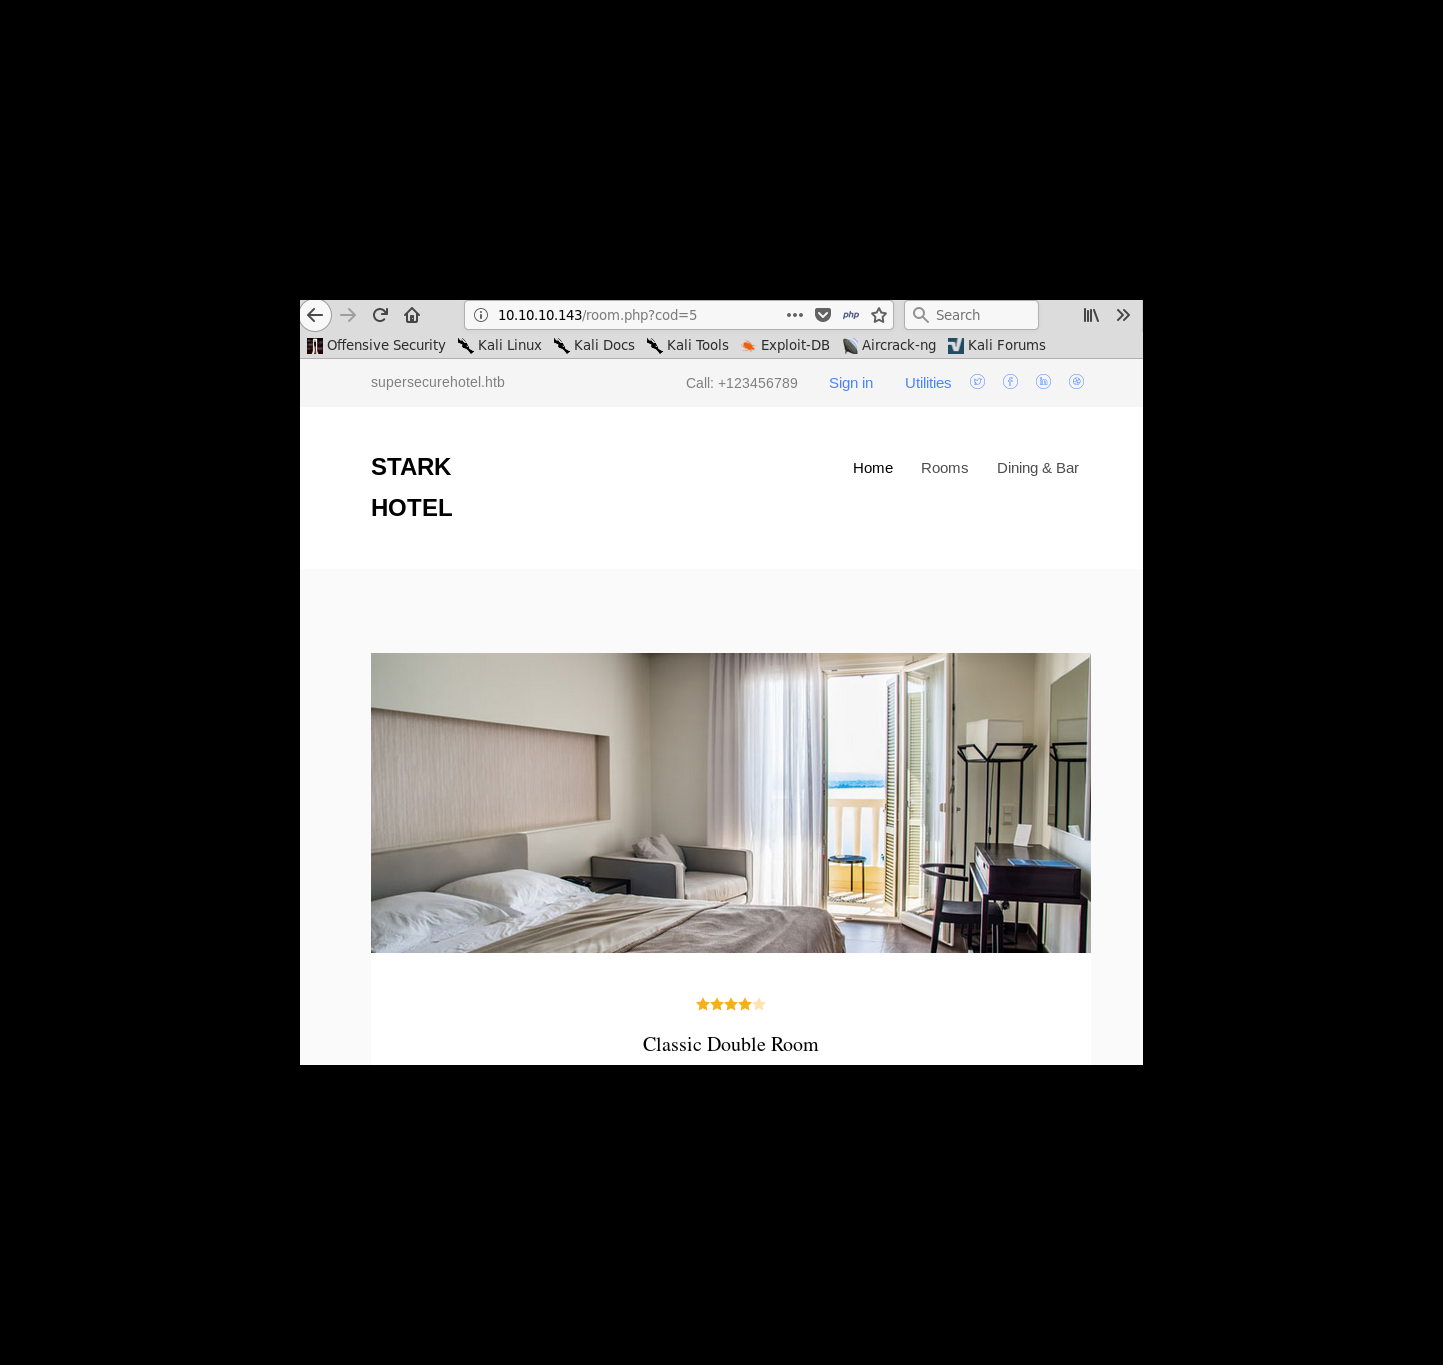 10.10.10.143/room.php?cod=5
php
Search
Offensive Security
Kali Linux
Kali Docs
Kali Tools
Exploit-DB
Aircrack-ng
Kali Forums
supersecurehotel.htb
Call: +123456789
Sign in
Utilities
STARK
HOTEL
Home
Rooms
Dining & Bar
Classic Double Room